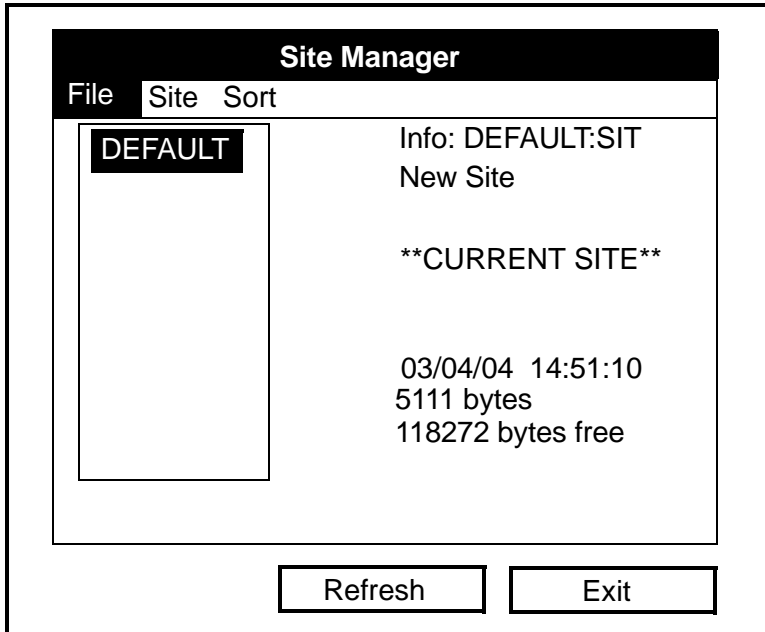 Site Manager
File Site Sort
DEFAULT
Info: DEFAULT:SIT
New Site
**CURRENT SITE**
03/04/04 14:51:10
5111 bytes
118272 bytes free
Refresh
Exit